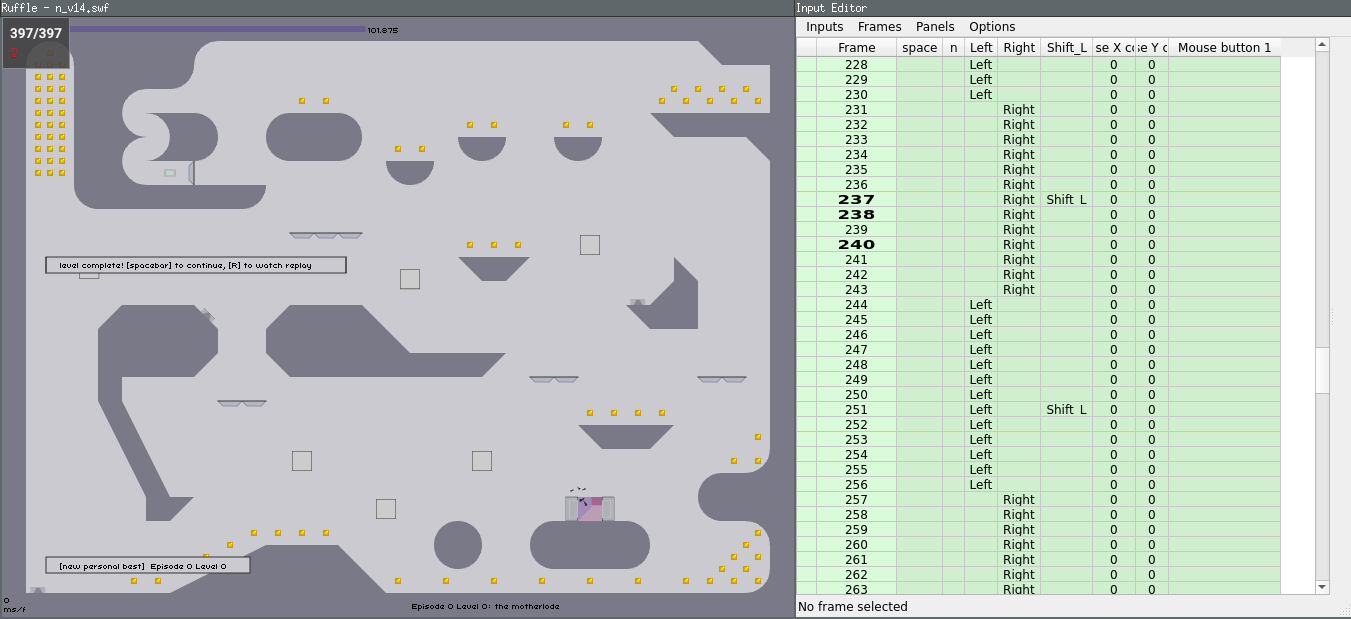 Ruffle - n_v14.swf
397/397
101.875
level complete! [spacebar] to continue, [R] to watch replay
[new personal best] Episode 0 Level 0
0
ms/f
Episode 0 Level 0: the motherlode
Input Editor
Inputs Frames Panels Options
Frame space n Left Right Shift_L se X co se Y c Mouse button 1
228 Left 0 0
229 Left 0 0
230 Left 0 0
231 Right 0 0
232 Right 0 0
233 Right 0 0
234 Right 0 0
235 Right 0 0
236 Right 0 0
237 Right Shift_L 0 0
238 Right 0 0
239 Right 0 0
240 Right 0 0
241 Right 0 0
242 Right 0 0
243 Right 0 0
244 Left 0 0
245 Left 0 0
246 Left 0 0
247 Left 0 0
248 Left 0 0
249 Left 0 0
250 Left 0 0
251 Left Shift_L 0 0
252 Left 0 0
253 Left 0 0
254 Left 0 0
255 Left 0 0
256 Left 0 0
257 Right 0 0
258 Right 0 0
259 Right 0 0
260 Right 0 0
261 Right 0 0
262 Right 0 0
263 Right 0 0
No frame selected